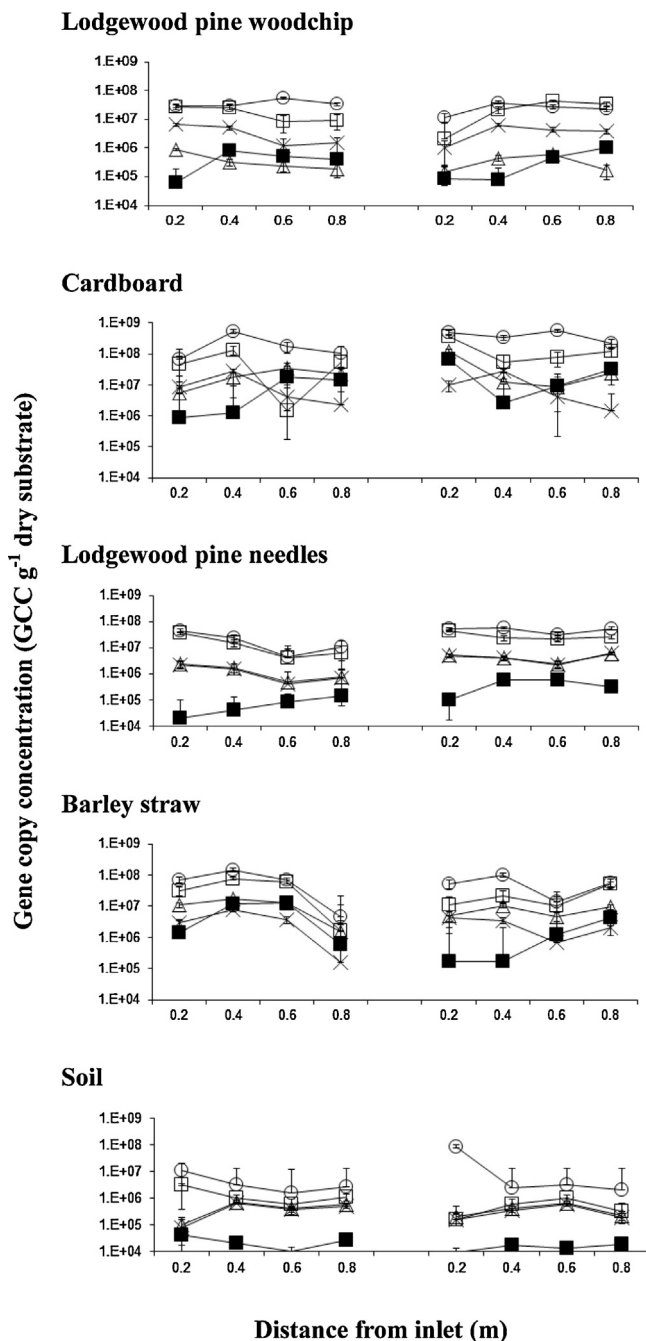 Lodgewood pine woodchip
1.E+09
1.E+08
1.E+07
1.E+06
1.E+05
1.E+04
0.2 0.4 0.6 0.8 0.2 0.4 0.6 0.8
Cardboard
1.E+09
1.E+08
1.E+07
1.E+06
1.E+05
1.E+04
0.2 0.4 0.6 0.8 0.2 0.4 0.6 0.8
Lodgewood pine needles
1.E+09
1.E+08
1.E+07
1.E+06
1.E+05
1.E+04
0.2 0.4 0.6 0.8 0.2 0.4 0.6 0.8
Barley straw
1.E+09
1.E+08
1.E+07
1.E+06
1.E+05
1.E+04
0.2 0.4 0.6 0.8 0.2 0.4 0.6 0.8
Soil
1.E+09
1.E+08
1.E+07
1.E+06
1.E+05
1.E+04
0.2 0.4 0.6 0.8 0.2 0.4 0.6 0.8
Gene copy concentration (GCC g⁻¹ dry substrate)
Distance from inlet (m)